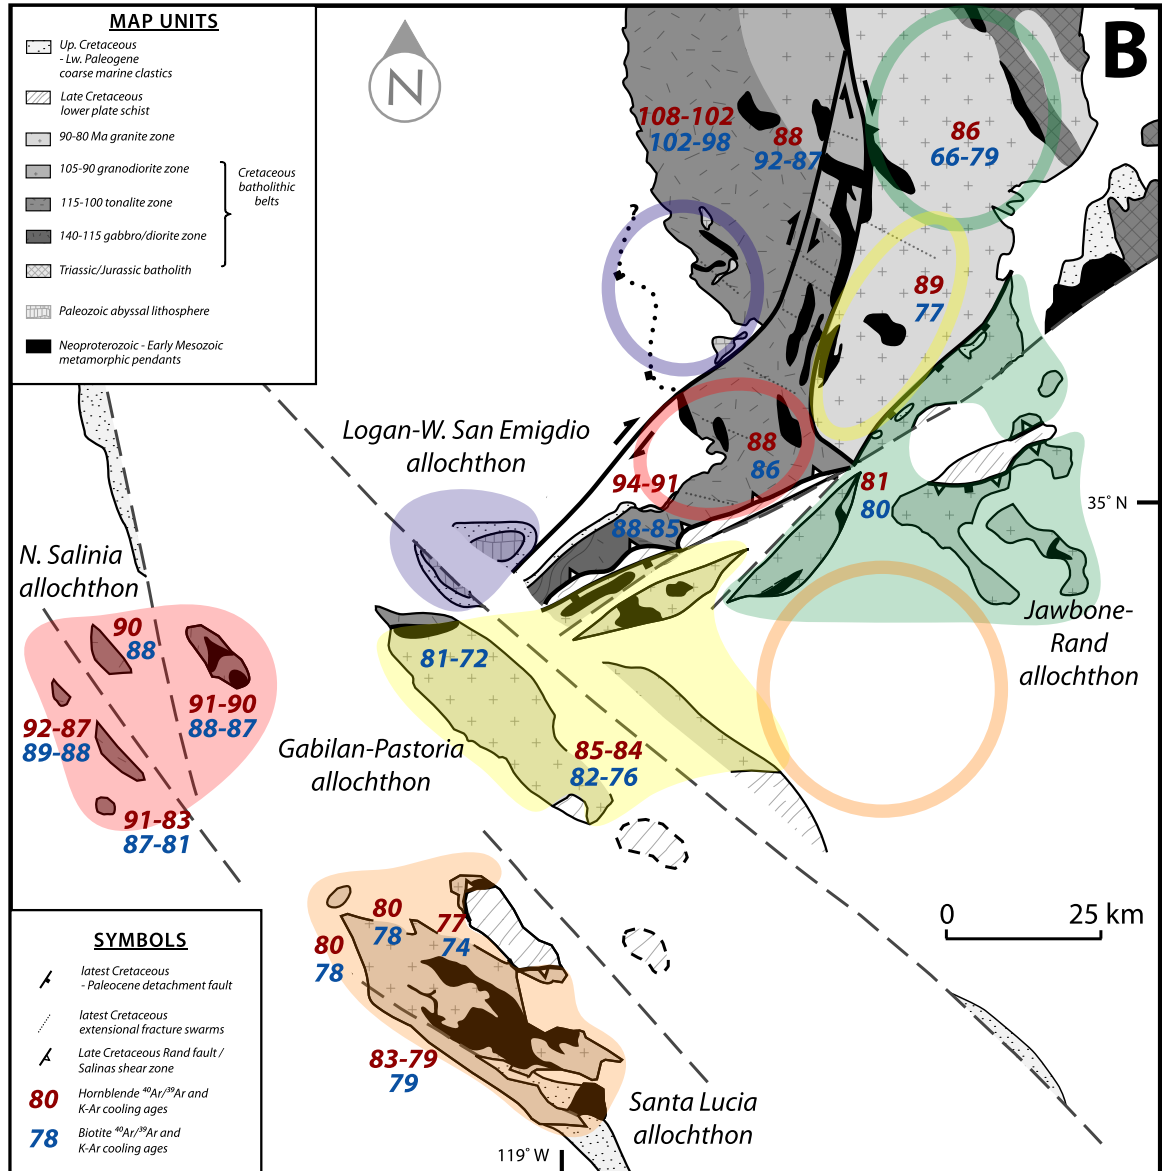 MAP UNITS
Up. Cretaceous
- Lw. Paleogene
coarse marine clastics
Late Cretaceous
lower plate schist
90-80 Ma granite zone
105-90 granodiorite zone
115-100 tonalite zone
140-115 gabbro/diorite zone
Triassic/Jurassic batholith
Cretaceous
batholithic
belts
Paleozoic abyssal lithosphere
Neoproterozoic - Early Mesozoic
metamorphic pendants
N
B
108-102
102-98
88
92-87
86
66-79
?
89
77
Logan-W. San Emigdio
allochthon
88
86
94-91
88-85
81
80
35° N
N. Salinia
allochthon
90
88
91-90
88-87
92-87
89-88
91-83
87-81
81-72
Gabilan-Pastoria
allochthon
85-84
82-76
Jawbone-
Rand
allochthon
80
78
77
74
80
78
83-79
79
Santa Lucia
allochthon
0 25 km
119° W
SYMBOLS
latest Cretaceous
- Paleocene detachment fault
latest Cretaceous
extensional fracture swarms
Late Cretaceous Rand fault /
Salinas shear zone
80 Hornblende ⁴⁰Ar/³⁹Ar and
K-Ar cooling ages
78 Biotite ⁴⁰Ar/³⁹Ar and
K-Ar cooling ages